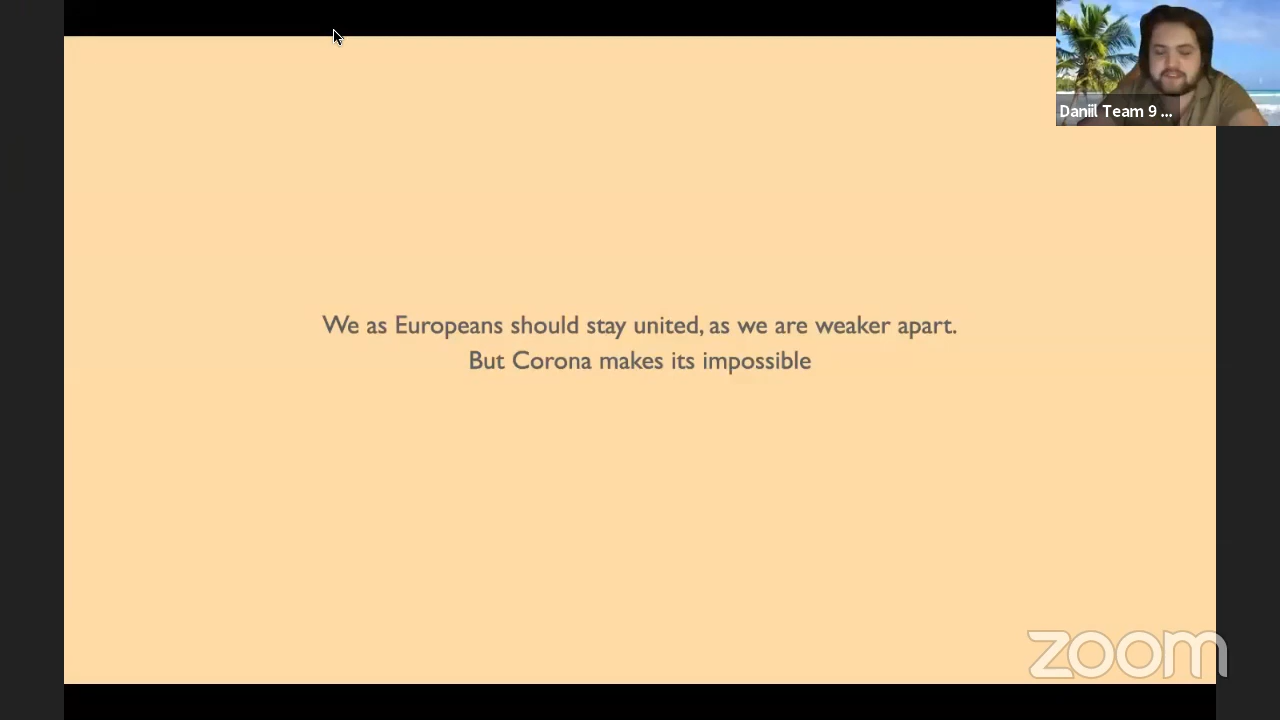 Daniil Team 9 ...
We as Europeans should stay united, as we are weaker apart.
But Corona makes its impossible
zoom